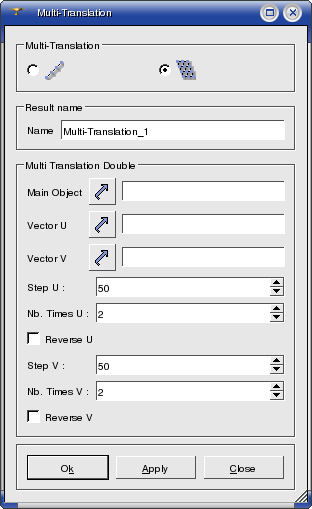 Multi-Translation
Multi-Translation
Result name
Name Multi-Translation_1
Multi Translation Double
Main Object
Vector U
Vector V
Step U : 50
Nb. Times U : 2
Reverse U
Step V : 50
Nb. Times V : 2
Reverse V
Ok Apply Close